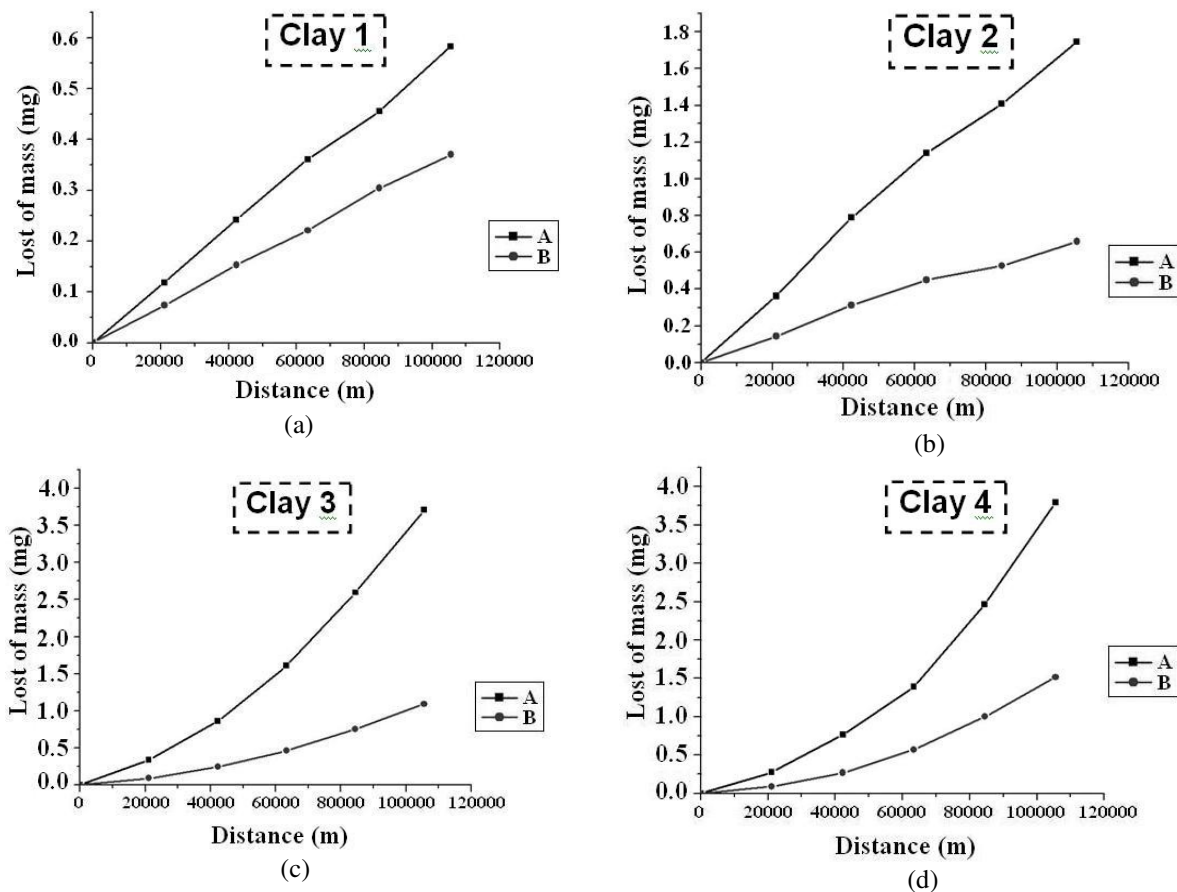 Clay 1
Lost of mass (mg)
0.6
0.5
0.4
0.3
0.2
0.1
0.0
A
B
0 20000 40000 60000 80000 100000 120000
Distance (m)
(a)
Clay 2
Lost of mass (mg)
1.8
1.6
1.4
1.2
1.0
0.8
0.6
0.4
0.2
0.0
A
B
0 20000 40000 60000 80000 100000 120000
Distance (m)
(b)
Clay 3
Lost of mass (mg)
4.0
3.5
3.0
2.5
2.0
1.5
1.0
0.5
0.0
A
B
0 20000 40000 60000 80000 100000 120000
Distance (m)
(c)
Clay 4
Lost of mass (mg)
4.0
3.5
3.0
2.5
2.0
1.5
1.0
0.5
0.0
A
B
0 20000 40000 60000 80000 100000 120000
Distance (m)
(d)